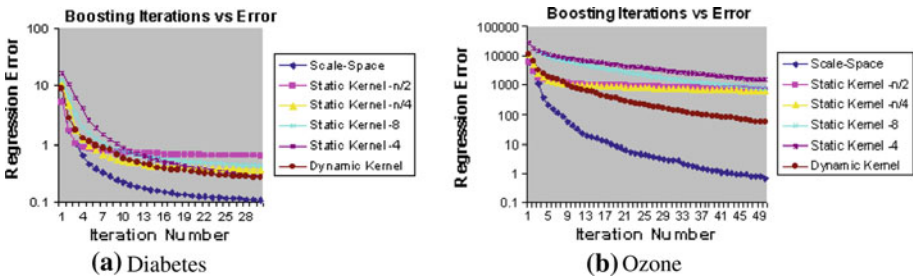 Boosting Iterations vs Error
Regression Error
100
10
1
0.1
1 4 7 10 13 16 19 22 25 28
Iteration Number
Scale-Space
Static Kernel -n/2
Static Kernel -n/4
Static Kernel -8
Static Kernel -4
Dynamic Kernel
(a) Diabetes
Boosting Iterations vs Error
Regression Error
100000
10000
1000
100
10
1
0.1
1 5 9 13 17 21 25 29 33 37 41 45 49
Iteration Number
Scale-Space
Static Kernel -n/2
Static Kernel -n/4
Static Kernel -8
Static Kernel -4
Dynamic Kernel
(b) Ozone